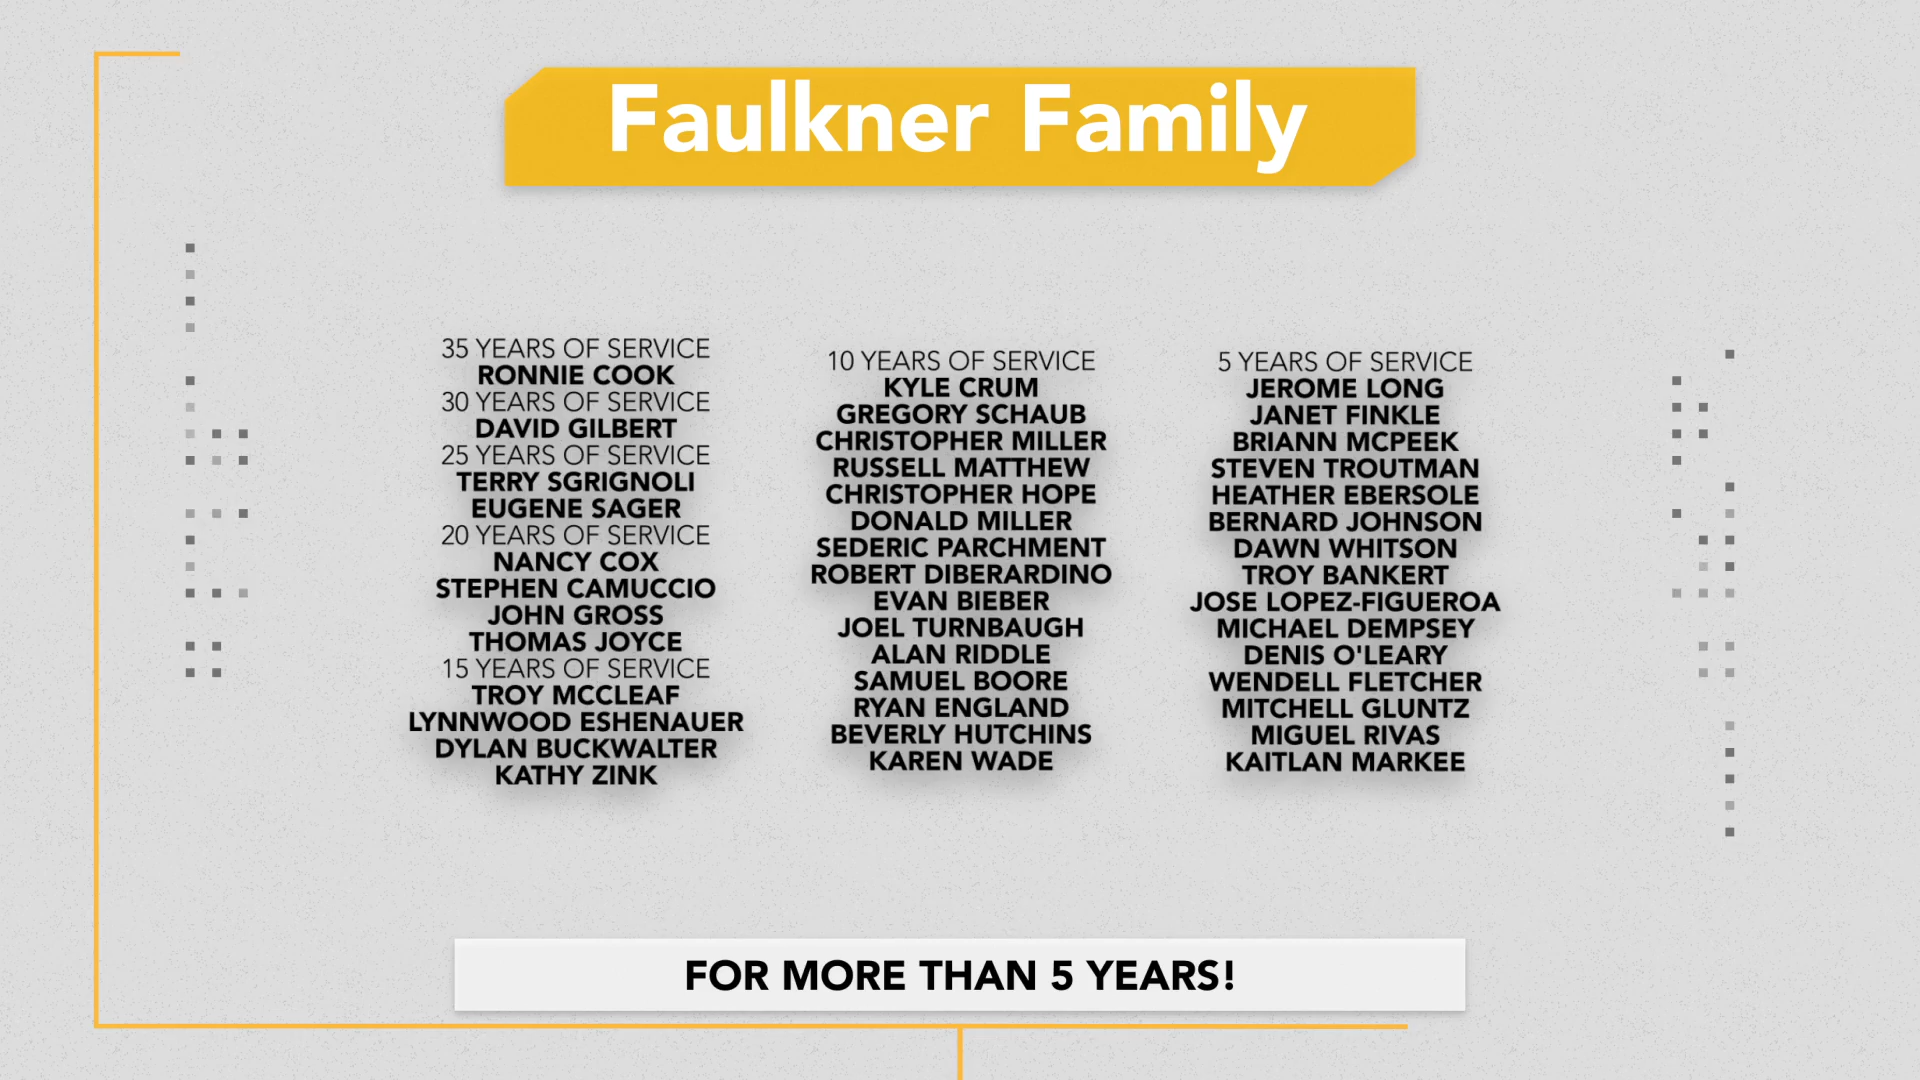 Faulkner Family
35 YEARS OF SERVICE
RONNIE COOK
30 YEARS OF SERVICE
DAVID GILBERT
25 YEARS OF SERVICE
TERRY SGRIGNOLI
EUGENE SAGER
20 YEARS OF SERVICE
NANCY COX
STEPHEN CAMUCCIO
JOHN GROSS
THOMAS JOYCE
15 YEARS OF SERVICE
TROY MCCLEAF
LYNNWOOD ESHENAUER
DYLAN BUCKWALTER
KATHY ZINK
10 YEARS OF SERVICE
KYLE CRUM
GREGORY SCHAUB
CHRISTOPHER MILLER
RUSSELL MATTHEW
CHRISTOPHER HOPE
DONALD MILLER
SEDERIC PARCHMENT
ROBERT DIBERARDINO
EVAN BIEBER
JOEL TURNBAUGH
ALAN RIDDLE
SAMUEL BOORE
RYAN ENGLAND
BEVERLY HUTCHINS
KAREN WADE
5 YEARS OF SERVICE
JEROME LONG
JANET FINKLE
BRIANN MCPEEK
STEVEN TROUTMAN
HEATHER EBERSOLE
BERNARD JOHNSON
DAWN WHITSON
TROY BANKERT
JOSE LOPEZ-FIGUEROA
MICHAEL DEMPSEY
DENIS O'LEARY
WENDELL FLETCHER
MITCHELL GLUNTZ
MIGUEL RIVAS
KAITLAN MARKEE
FOR MORE THAN 5 YEARS!